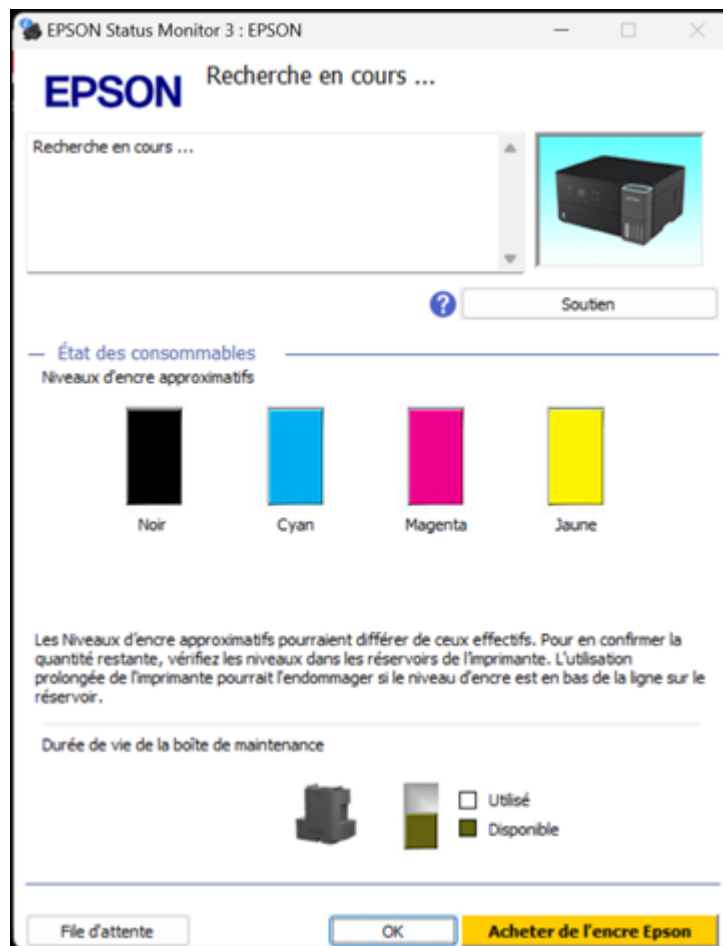 EPSON Status Monitor 3 : EPSON
EPSON
Recherche en cours ...
Recherche en cours ...
Soutien
État des consommables
Niveaux d'encre approximatifs
Noir
Cyan
Magenta
Jaune
Les Niveaux d'encre approximatifs pourraient différer de ceux effectifs. Pour en confirmer la
quantité restante, vérifiez les niveaux dans les réservoirs de l'imprimante. L'utilisation
prolongée de l'imprimante pourrait l'endommager si le niveau d'encre est en bas de la ligne sur le
réservoir.
Durée de vie de la boîte de maintenance
Utilisé
Disponible
File d'attente
OK
Acheter de l'encre Epson